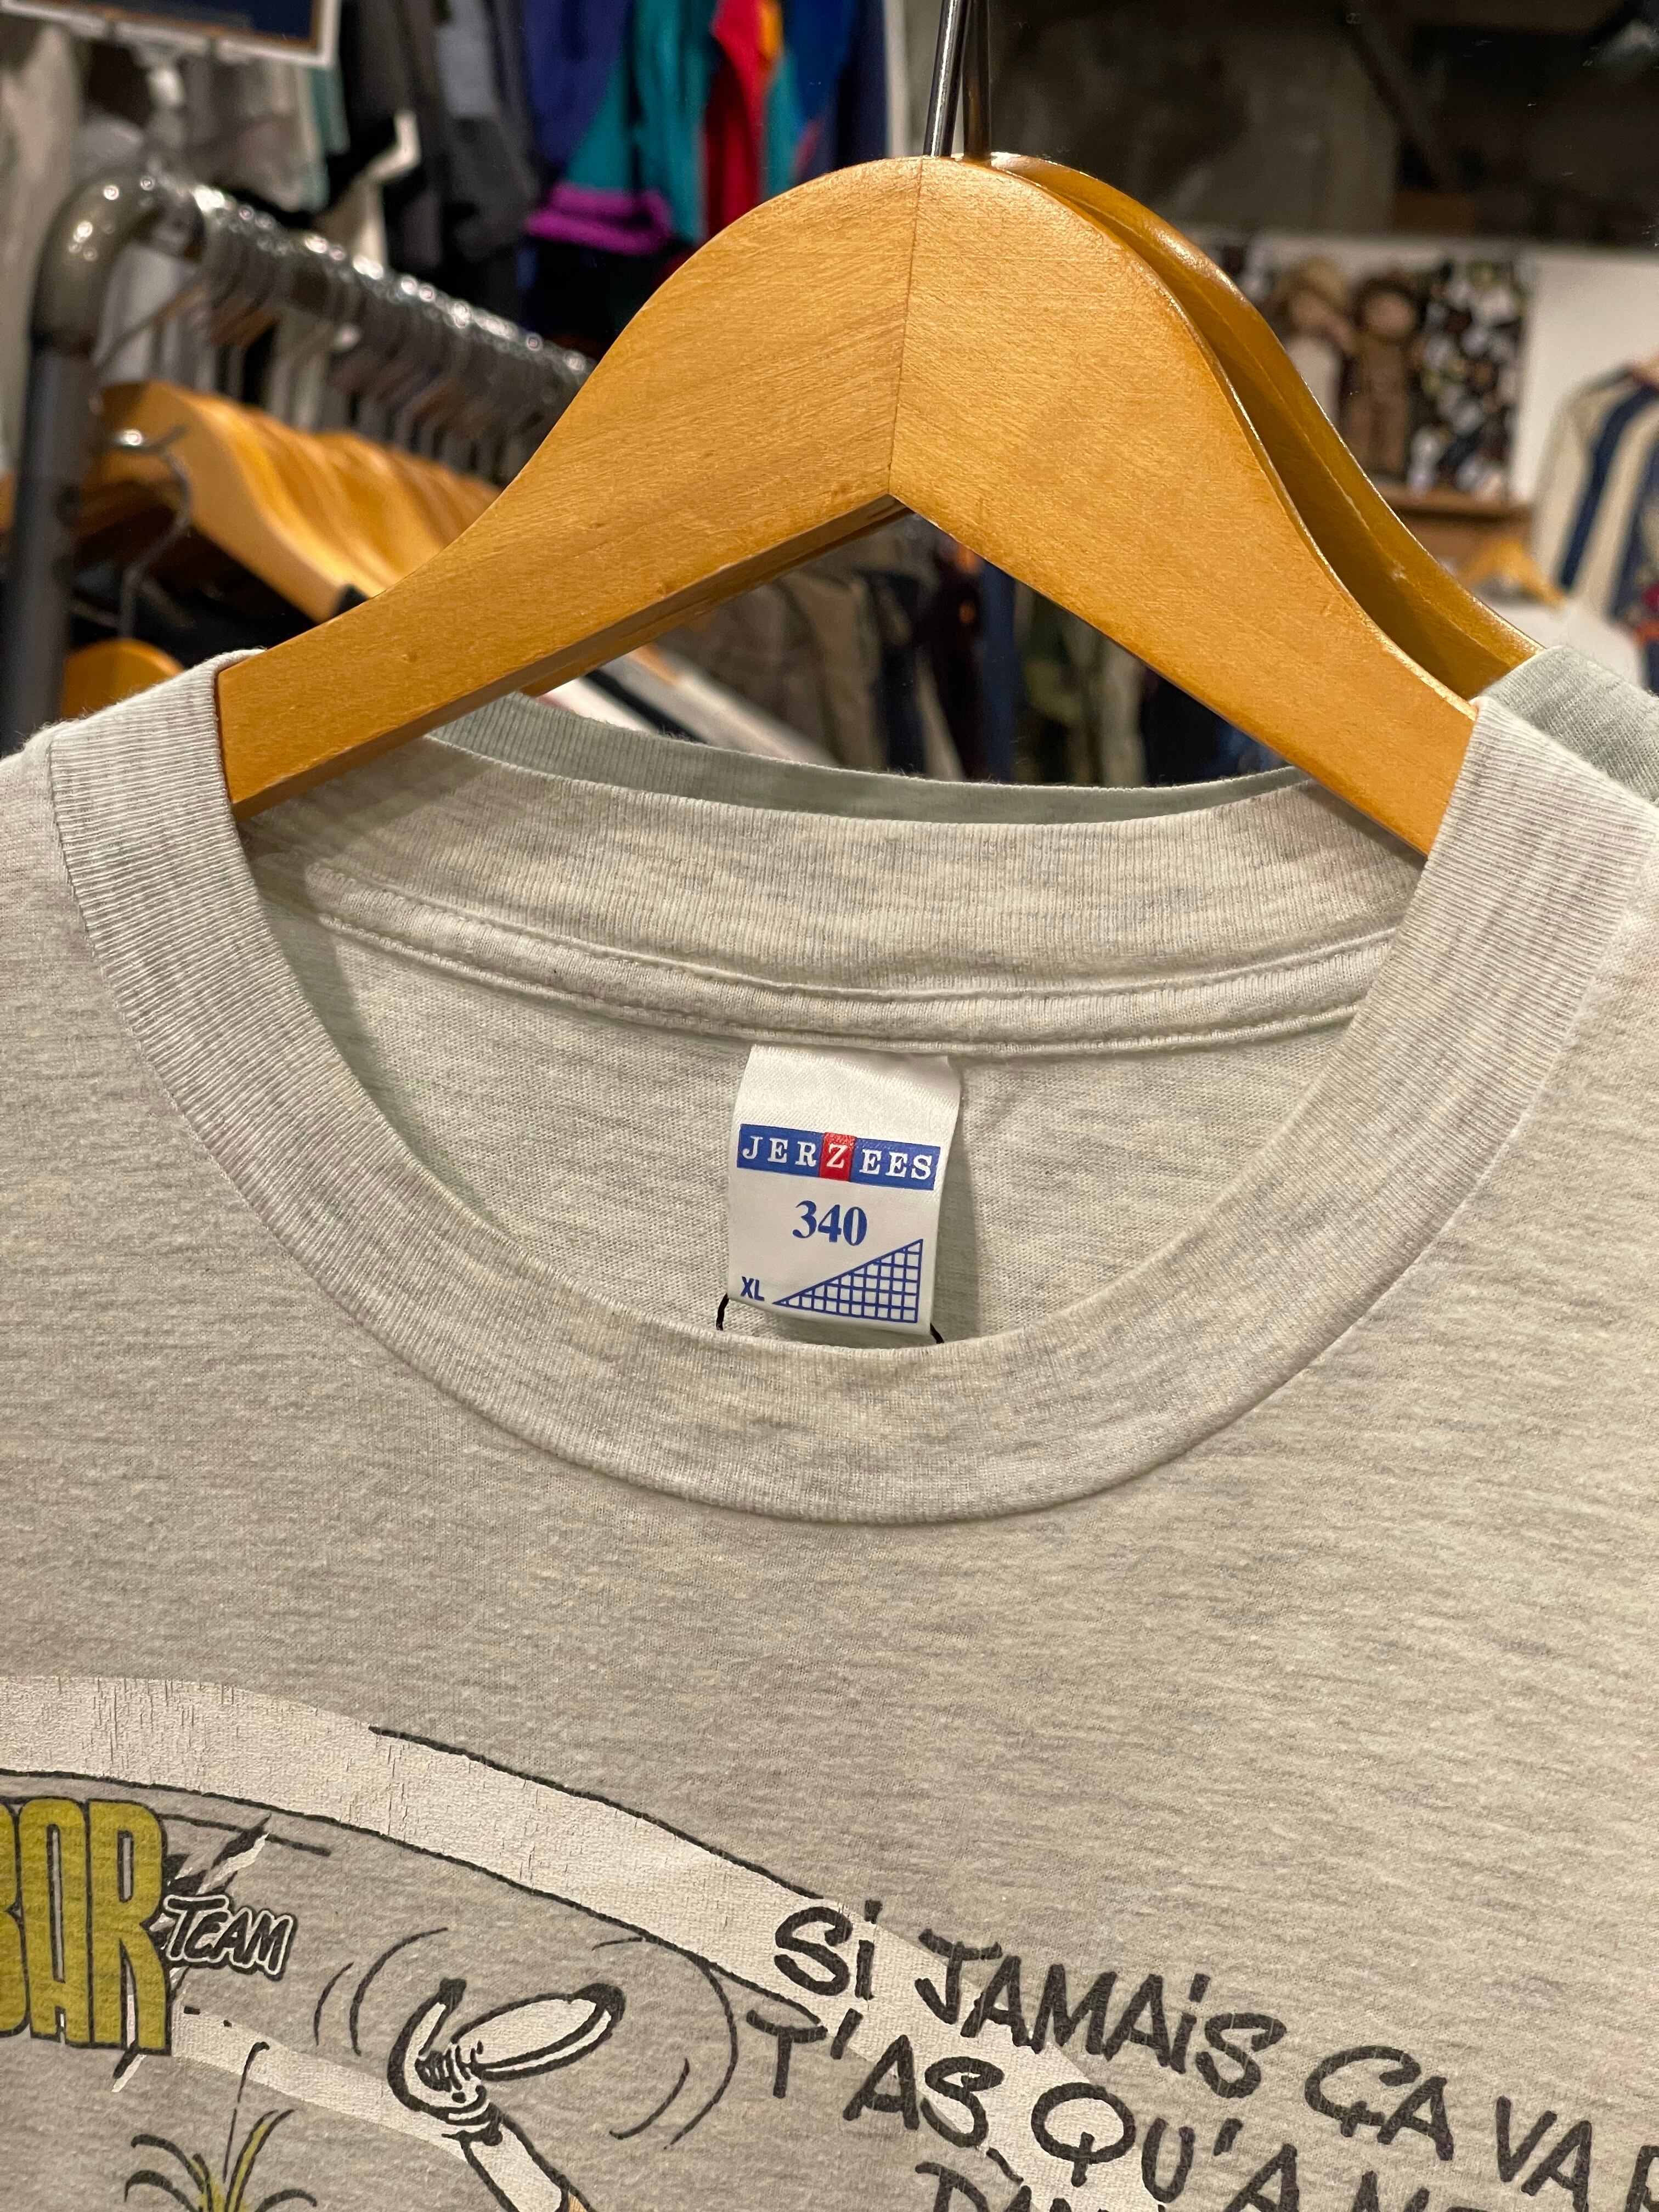 JERZEES
340
XL
BAR
TEAM
Si JAMAiS ÇA VA
T'AS QU'A